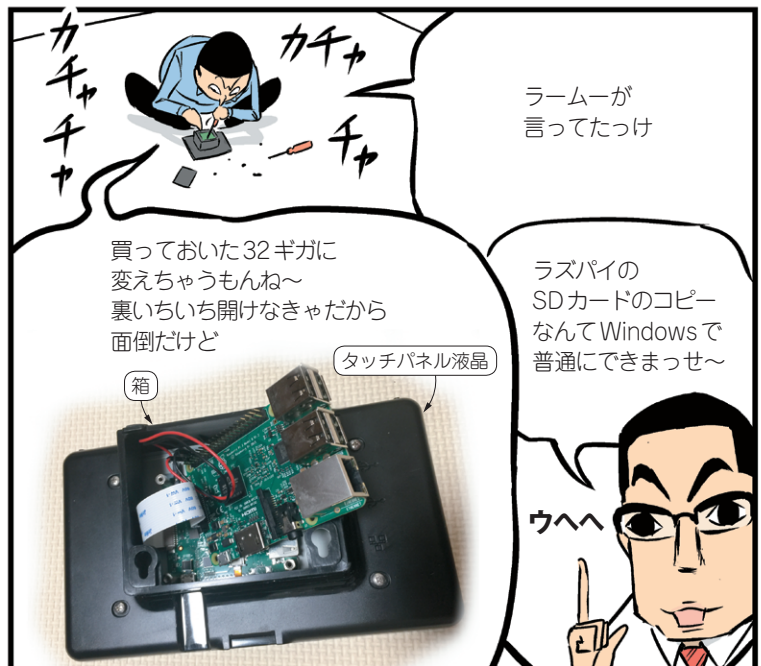 ラームーが
言ってたっけ
カチャ
カチャ
チャ
チャ
ラズパイの
SDカードのコピー
なんてWindowsで
普通にできまっせ〜
ウヘヘ
買っておいた32ギガに
変えちゃうもんね〜
裏いちいち開けなきゃだから
面倒だけど
タッチパネル液晶
箱